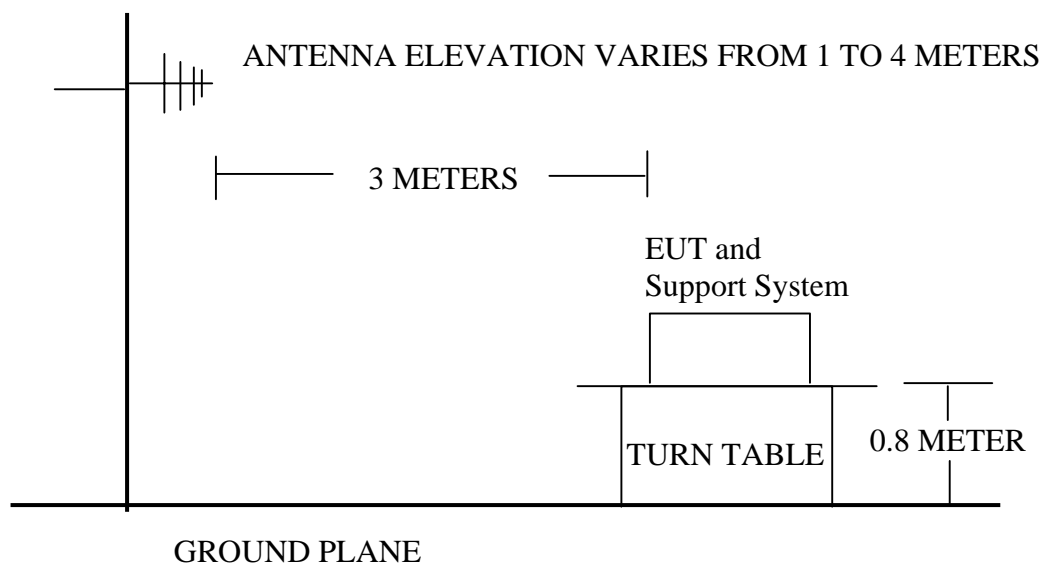 ANTENNA ELEVATION VARIES FROM 1 TO 4 METERS
3 METERS
EUT and
Support System
TURN TABLE
0.8 METER
GROUND PLANE